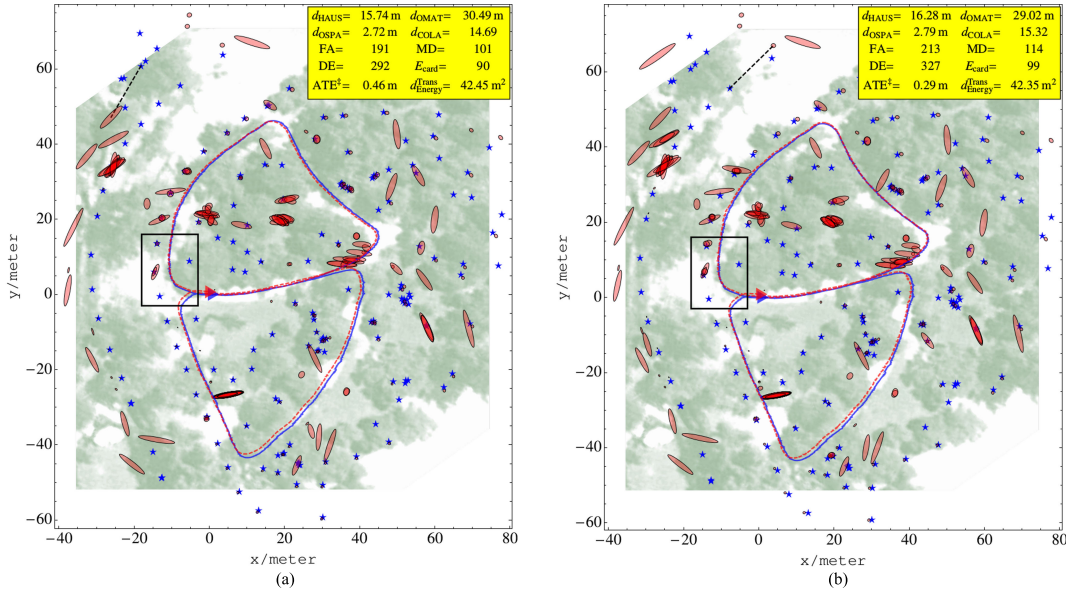 d_HAUS= 15.74 m d_OMAT= 30.49 m
d_OSPA= 2.72 m d_COLA= 14.69
FA= 191 MD= 101
DE= 292 E_card= 90
ATE‡= 0.46 m d_Energy^Trans= 42.45 m²
60
40
20
0
−20
−40
−60
y/meter
−40 −20 0 20 40 60 80
x/meter
(a)
d_HAUS= 16.28 m d_OMAT= 29.02 m
d_OSPA= 2.79 m d_COLA= 15.32
FA= 213 MD= 114
DE= 327 E_card= 99
ATE‡= 0.29 m d_Energy^Trans= 42.35 m²
60
40
20
0
−20
−40
−60
y/meter
−40 −20 0 20 40 60 80
x/meter
(b)